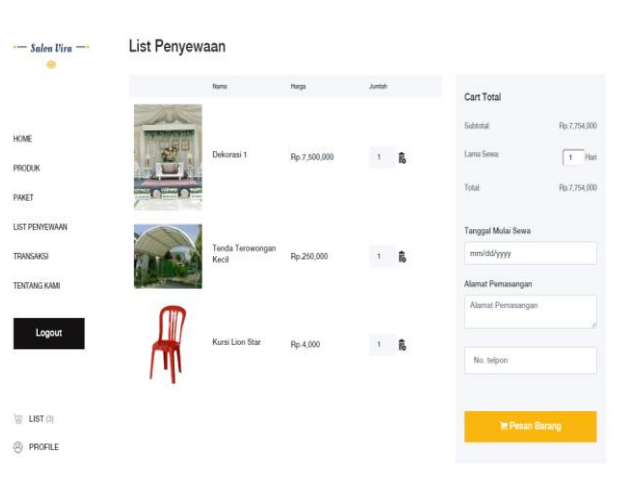 Salon Vira
HOME
PRODUK
PAKET
LIST PENYEWAAN
TRANSAKSI
TENTANG KAMI
Logout
LIST (3)
PROFILE
List Penyewaan
Nama Harga Jumlah
Dekorasi 1 Rp.7,500,000 1
Tenda Terowongan
Kecil Rp.250,000 1
Kursi Lion Star Rp.4,000 1
Cart Total
Subtotal: Rp.7,754,000
Lama Sewa: 1 Hari
Total: Rp.7,754,000
Tanggal Mulai Sewa
mm/dd/yyyy
Alamat Pemasangan
Alamat Pemasangan
No. telpon
Pesan Barang